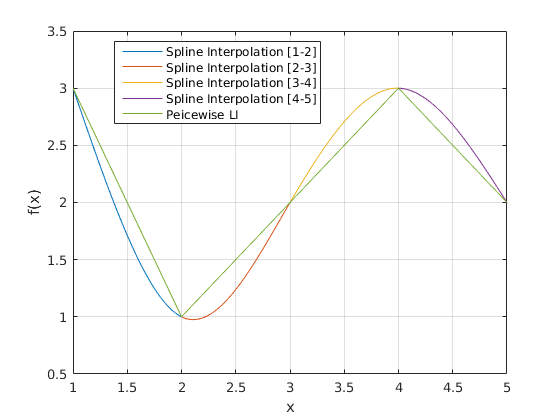 3.5
Spline Interpolation [1-2]
Spline Interpolation [2-3]
Spline Interpolation [3-4]
Spline Interpolation [4-5]
Peicewise LI
3
2.5
f(x)
2
1.5
1
0.5
1 1.5 2 2.5 3 3.5 4 4.5 5
x